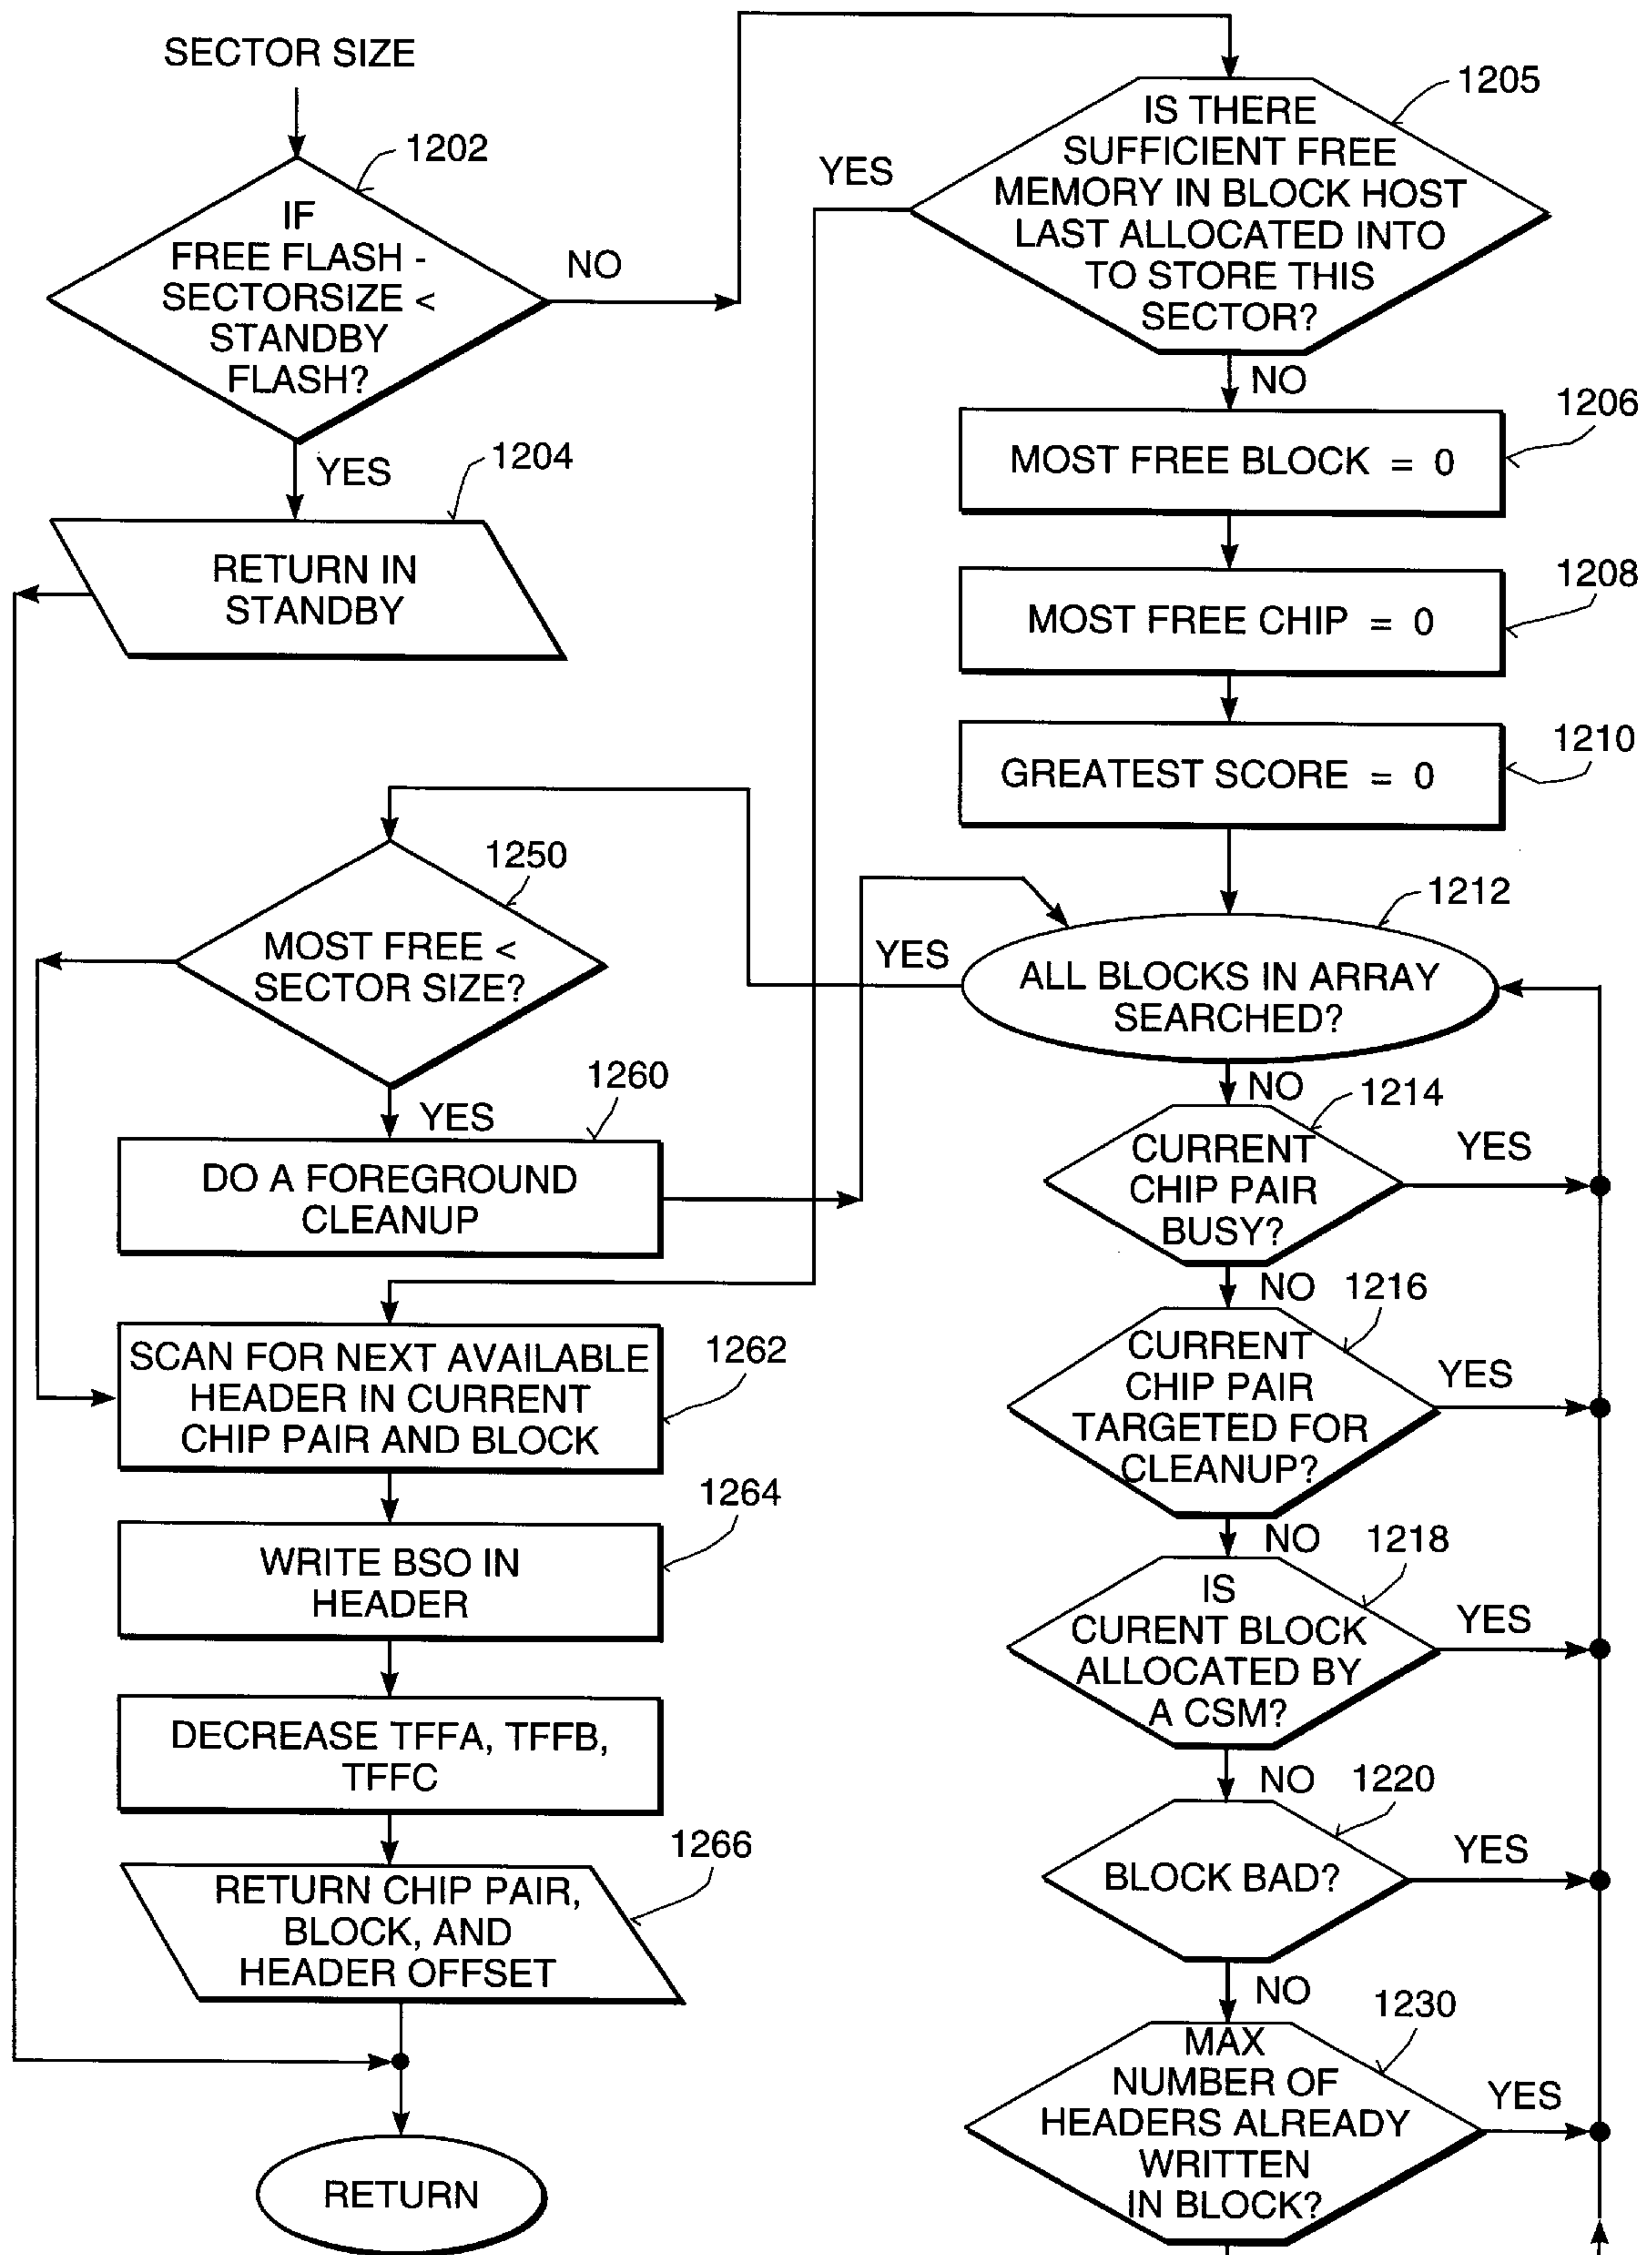 SECTOR SIZE
1202
IF
FREE FLASH -
SECTORSIZE <
STANDBY
FLASH?
NO
YES
1204
RETURN IN
STANDBY
1205
IS THERE
SUFFICIENT FREE
MEMORY IN BLOCK HOST
LAST ALLOCATED INTO
TO STORE THIS
SECTOR?
YES
NO
1206
MOST FREE BLOCK = 0
1208
MOST FREE CHIP = 0
1210
GREATEST SCORE = 0
1212
ALL BLOCKS IN ARRAY
SEARCHED?
YES
NO
1250
MOST FREE <
SECTOR SIZE?
YES
1260
DO A FOREGROUND
CLEANUP
1262
SCAN FOR NEXT AVAILABLE
HEADER IN CURRENT
CHIP PAIR AND BLOCK
1264
WRITE BSO IN
HEADER
DECREASE TFFA, TFFB,
TFFC
1266
RETURN CHIP PAIR,
BLOCK, AND
HEADER OFFSET
RETURN
1214
CURRENT
CHIP PAIR
BUSY?
YES
NO
1216
CURRENT
CHIP PAIR
TARGETED FOR
CLEANUP?
YES
NO
1218
IS
CURENT BLOCK
ALLOCATED BY
A CSM?
YES
NO
1220
BLOCK BAD?
YES
NO
1230
MAX
NUMBER OF
HEADERS ALREADY
WRITTEN
IN BLOCK?
YES